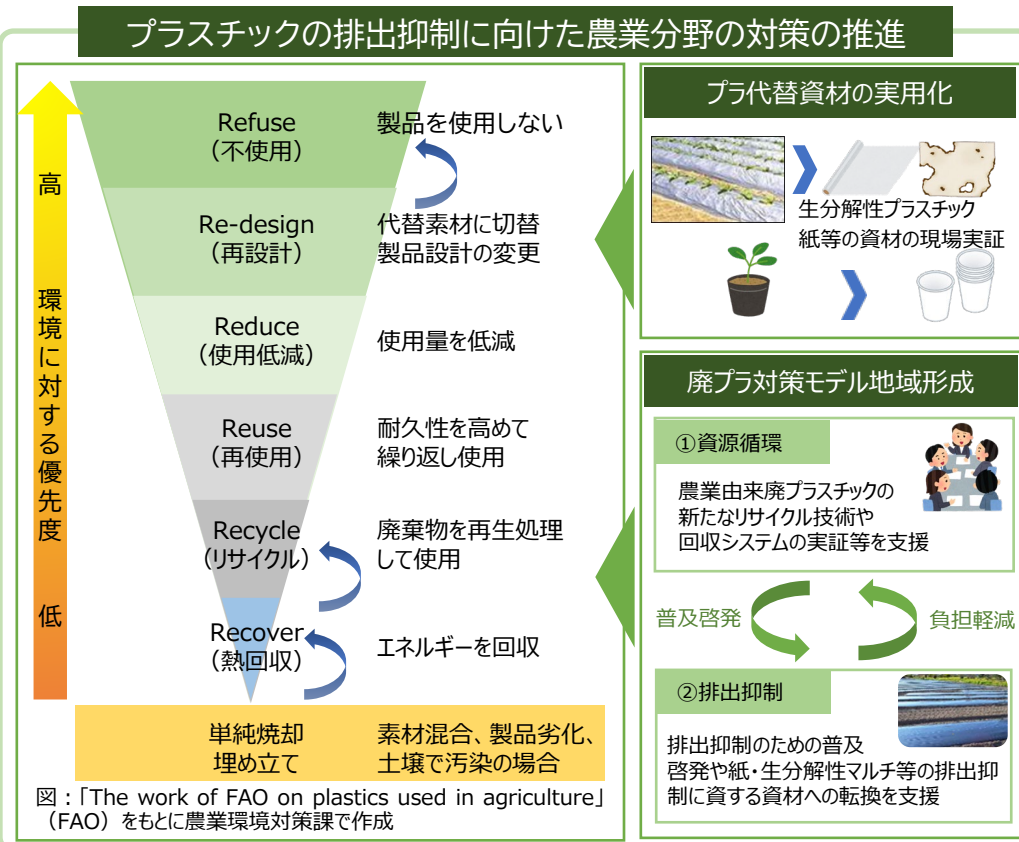 プラスチックの排出抑制に向けた農業分野の対策の推進
高
環境に対する優先度
低
Refuse
（不使用）
製品を使用しない
Re-design
（再設計）
代替素材に切替
製品設計の変更
Reduce
（使用低減）
使用量を低減
Reuse
（再使用）
耐久性を高めて
繰り返し使用
Recycle
（リサイクル）
廃棄物を再生処理
して使用
Recover
（熱回収）
エネルギーを回収
単純焼却
埋め立て
素材混合、製品劣化、
土壌で汚染の場合
図：「The work of FAO on plastics used in agriculture」
（FAO）をもとに農業環境対策課で作成
プラ代替資材の実用化
生分解性プラスチック
紙等の資材の現場実証
廃プラ対策モデル地域形成
①資源循環
農業由来廃プラスチックの
新たなリサイクル技術や
回収システムの実証等を支援
普及啓発
負担軽減
②排出抑制
排出抑制のための普及
啓発や紙・生分解性マルチ等の排出抑
制に資する資材への転換を支援